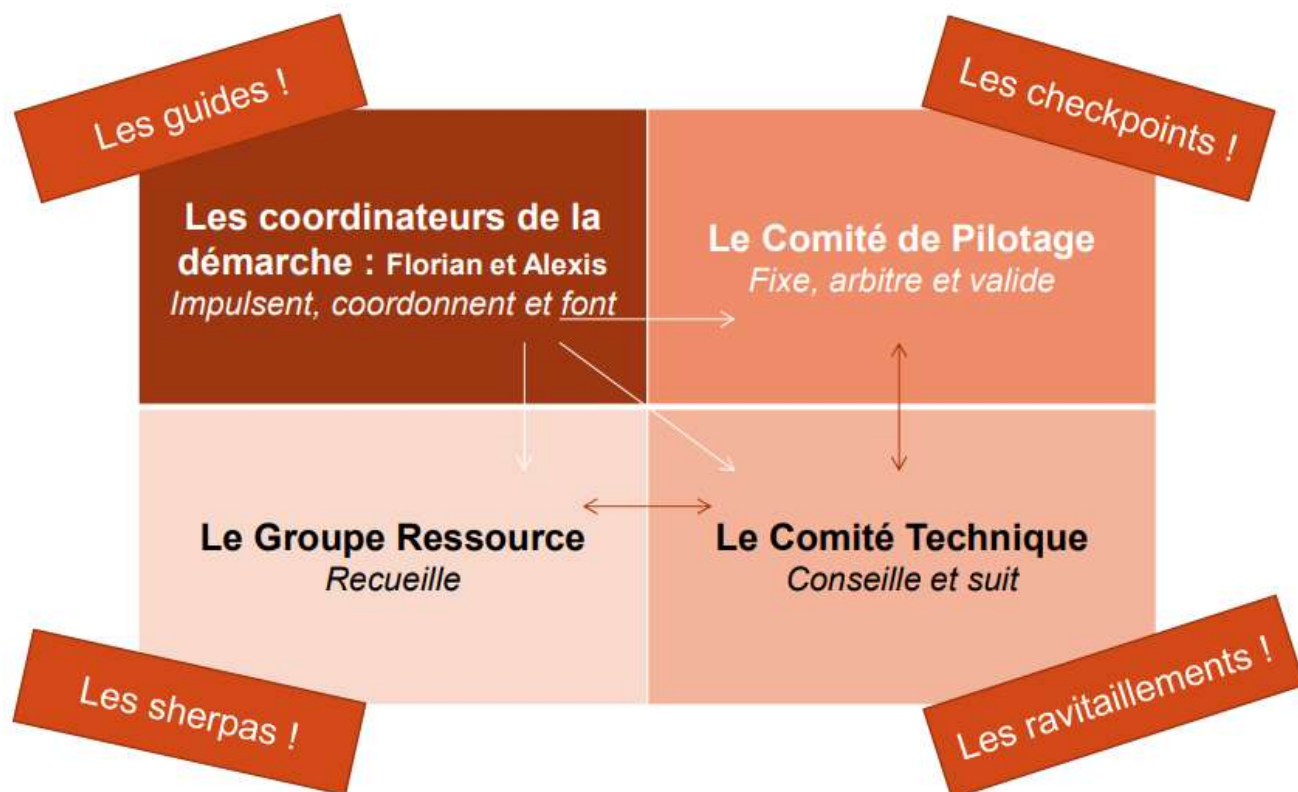 Les guides !
Les checkpoints !
Les coordinateurs de la
démarche : Florian et Alexis
Impulsent, coordonnent et font
Le Comité de Pilotage
Fixe, arbitre et valide
Le Groupe Ressource
Recueille
Le Comité Technique
Conseille et suit
Les sherpas !
Les ravitaillements !